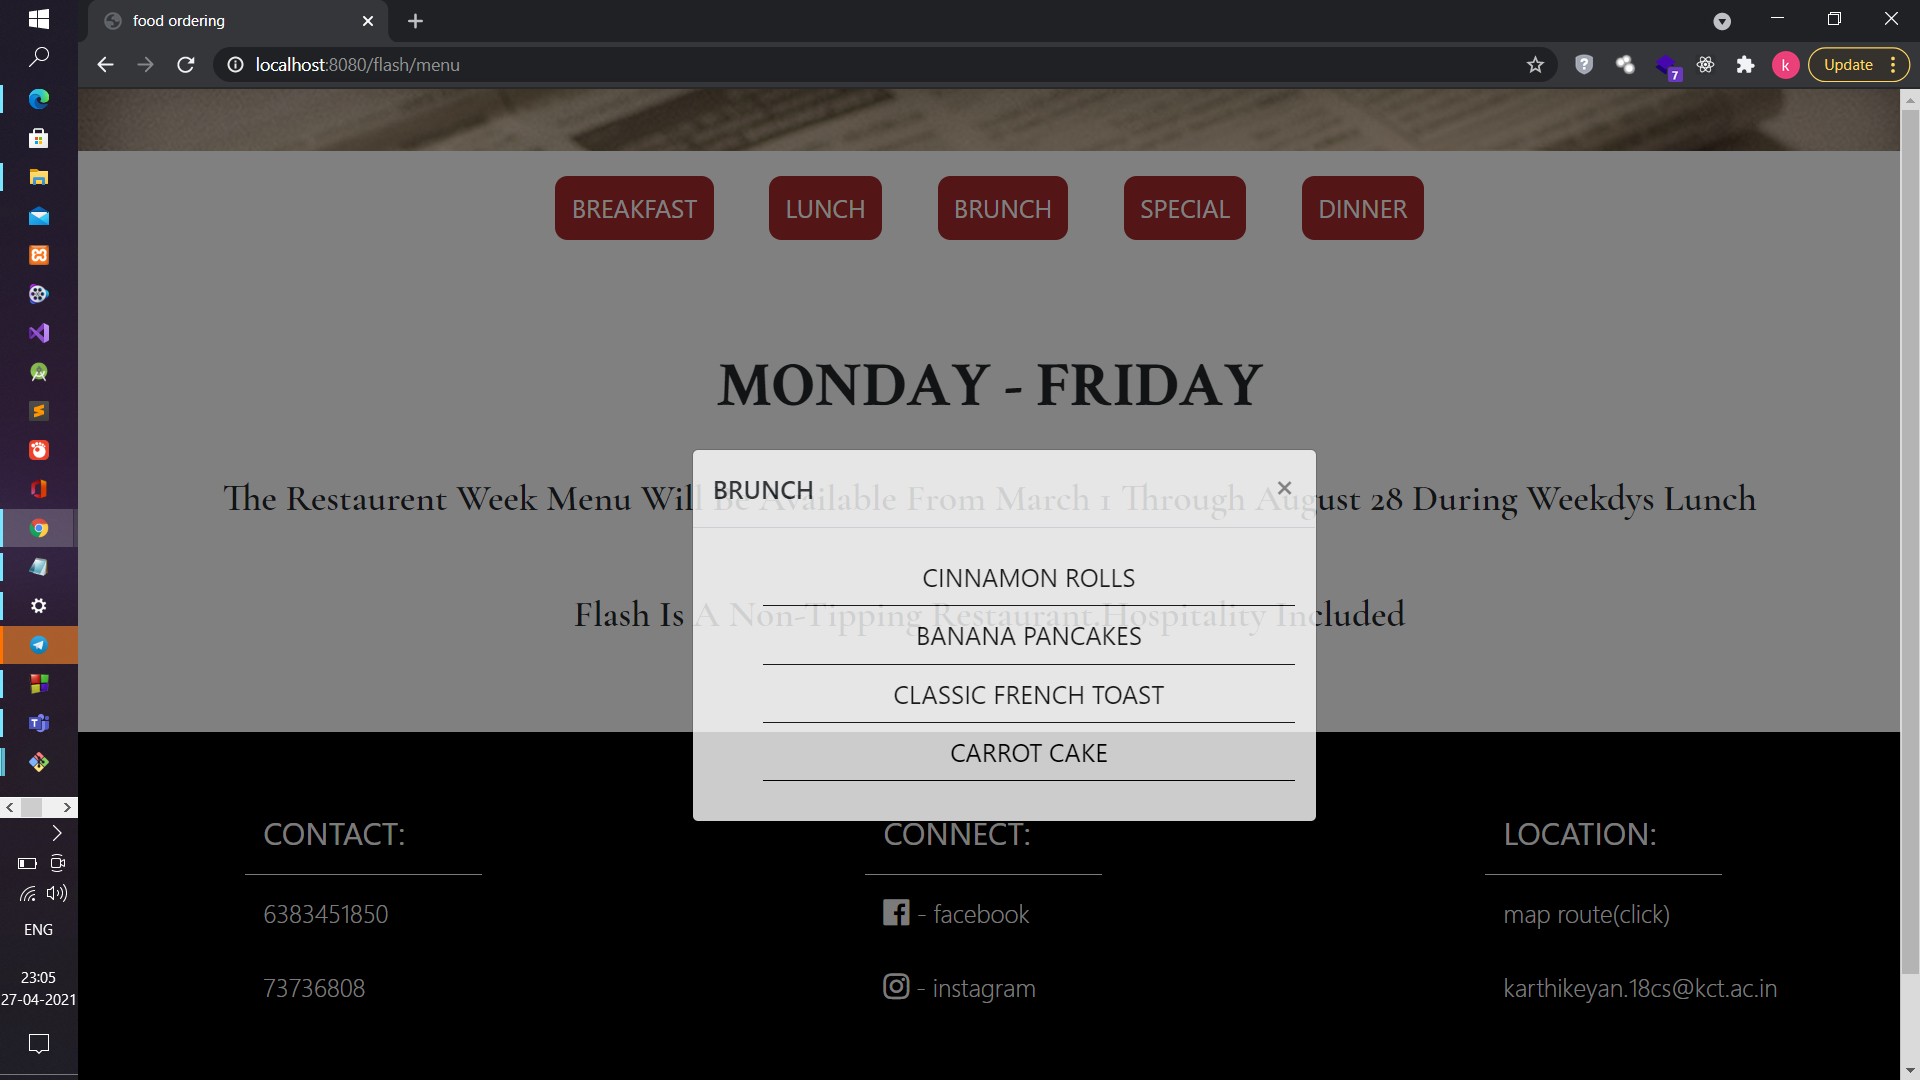 food ordering
localhost:8080/flash/menu
7
k
Update
BREAKFAST
LUNCH
BRUNCH
SPECIAL
DINNER
MONDAY - FRIDAY
The Restaurent Week Menu Will Be Available From March 1 Through August 28 During Weekdys Lunch
Flash Is A Non-Tipping Restaurant.Hospitality Included
BRUNCH
×
CINNAMON ROLLS
BANANA PANCAKES
CLASSIC FRENCH TOAST
CARROT CAKE
CONTACT:
6383451850
73736808
CONNECT:
- facebook
- instagram
LOCATION:
map route(click)
karthikeyan.18cs@kct.ac.in
ENG
23:05
27-04-2021